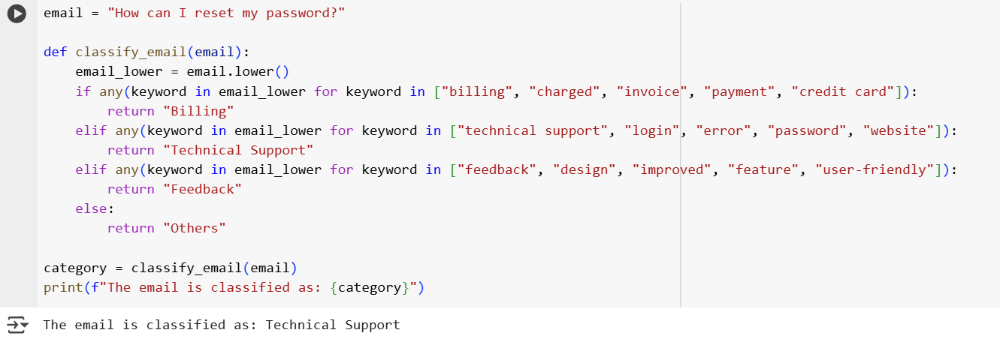 email = "How can I reset my password?"
def classify_email(email):
    email_lower = email.lower()
    if any(keyword in email_lower for keyword in ["billing", "charged", "invoice", "payment", "credit card"]):
        return "Billing"
    elif any(keyword in email_lower for keyword in ["technical support", "login", "error", "password", "website"]):
        return "Technical Support"
    elif any(keyword in email_lower for keyword in ["feedback", "design", "improved", "feature", "user-friendly"]):
        return "Feedback"
    else:
        return "Others"
category = classify_email(email)
print(f"The email is classified as: {category}")
The email is classified as: Technical Support